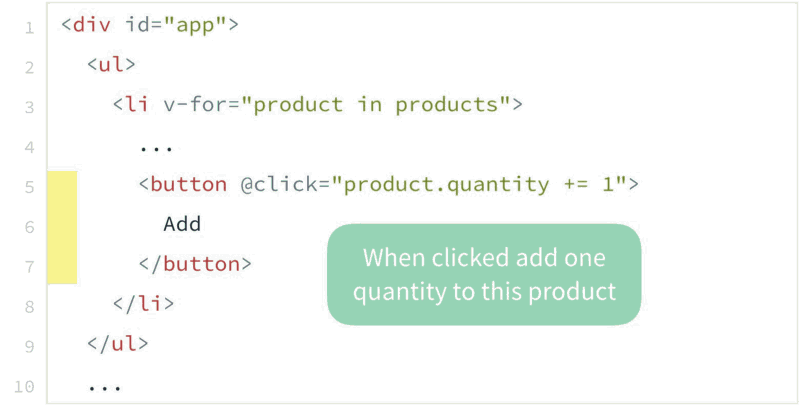 1 <div id="app">
2 <ul>
3 <li v-for="product in products">
4 ...
5 <button @click="product.quantity += 1">
6 Add
7 </button>
When clicked add one
quantity to this product
8 </li>
9 </ul>
10 ...